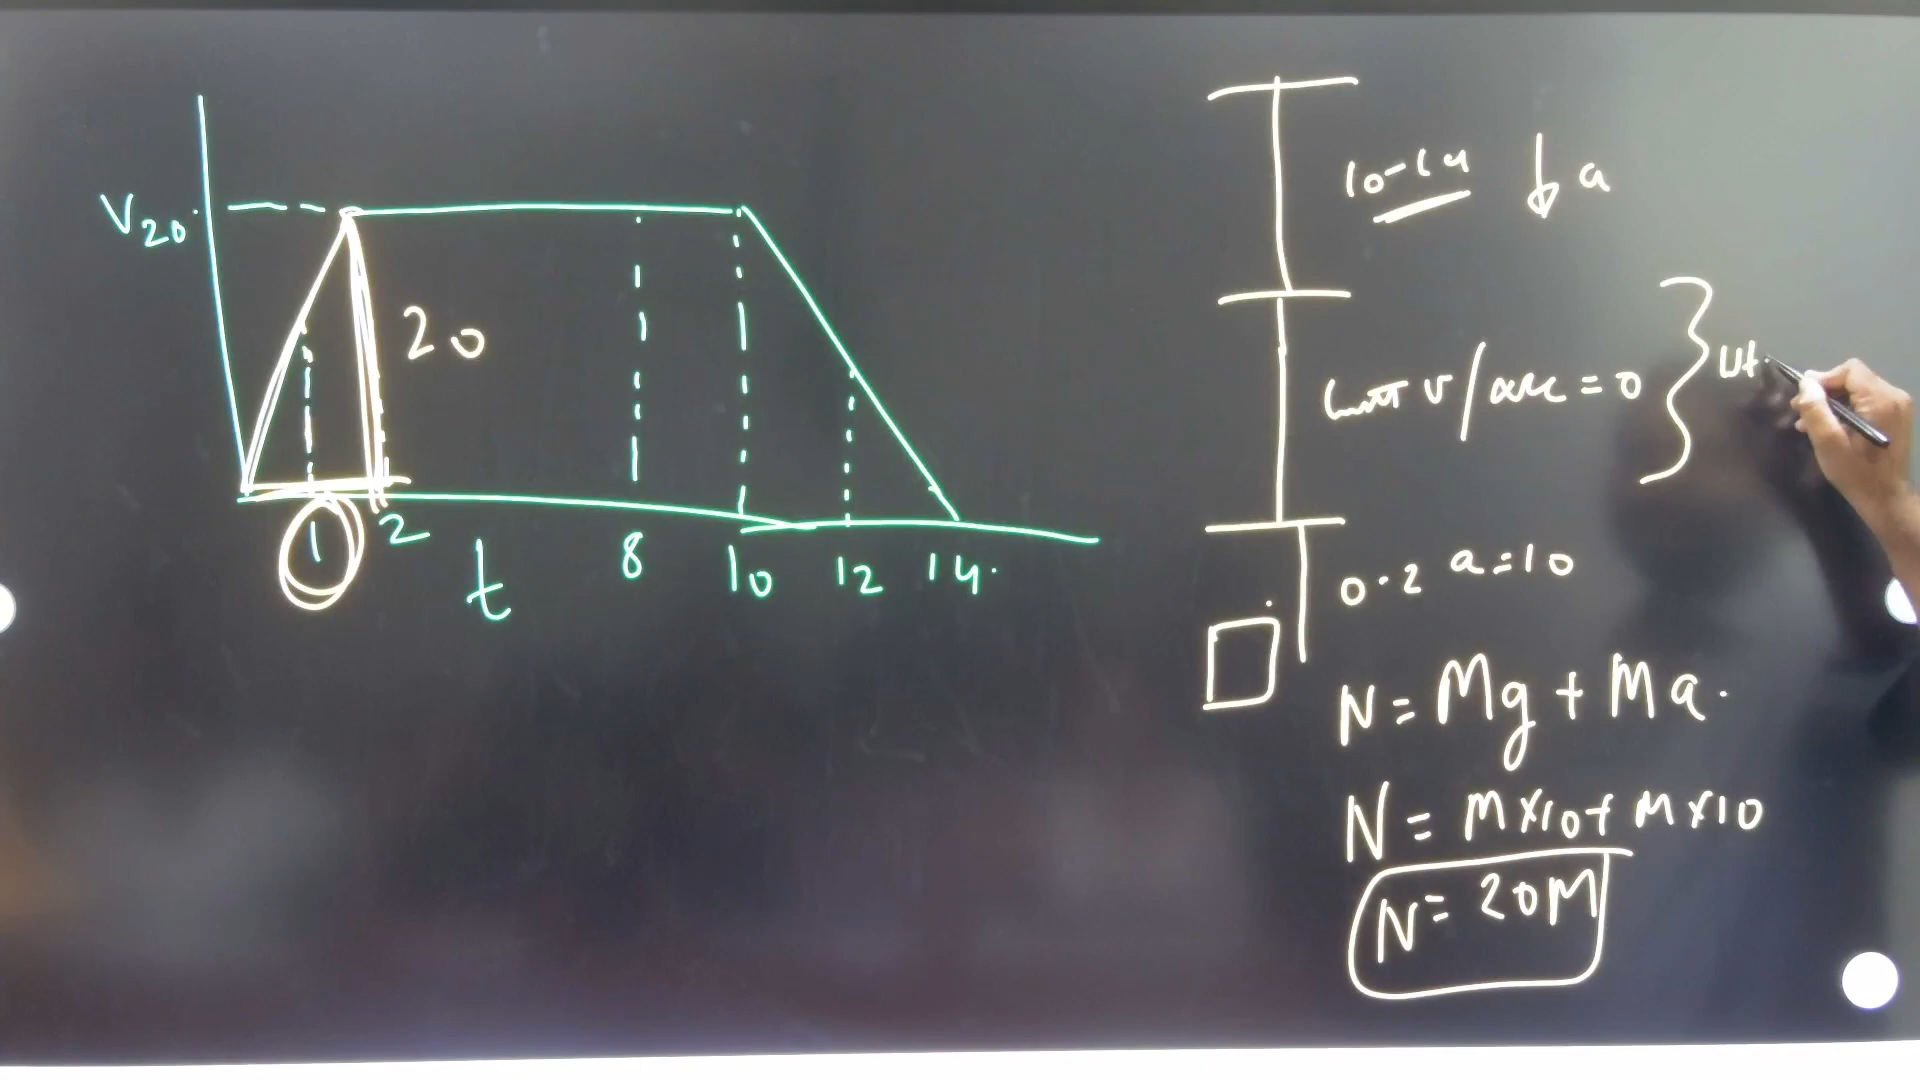 V 20
20
1 2 t 8 10 12 14
10-14 ↓ a
v / acc = 0 } wt
0-2 a = 10
N = Mg + Ma
N = M×10 + M×10
N = 20M